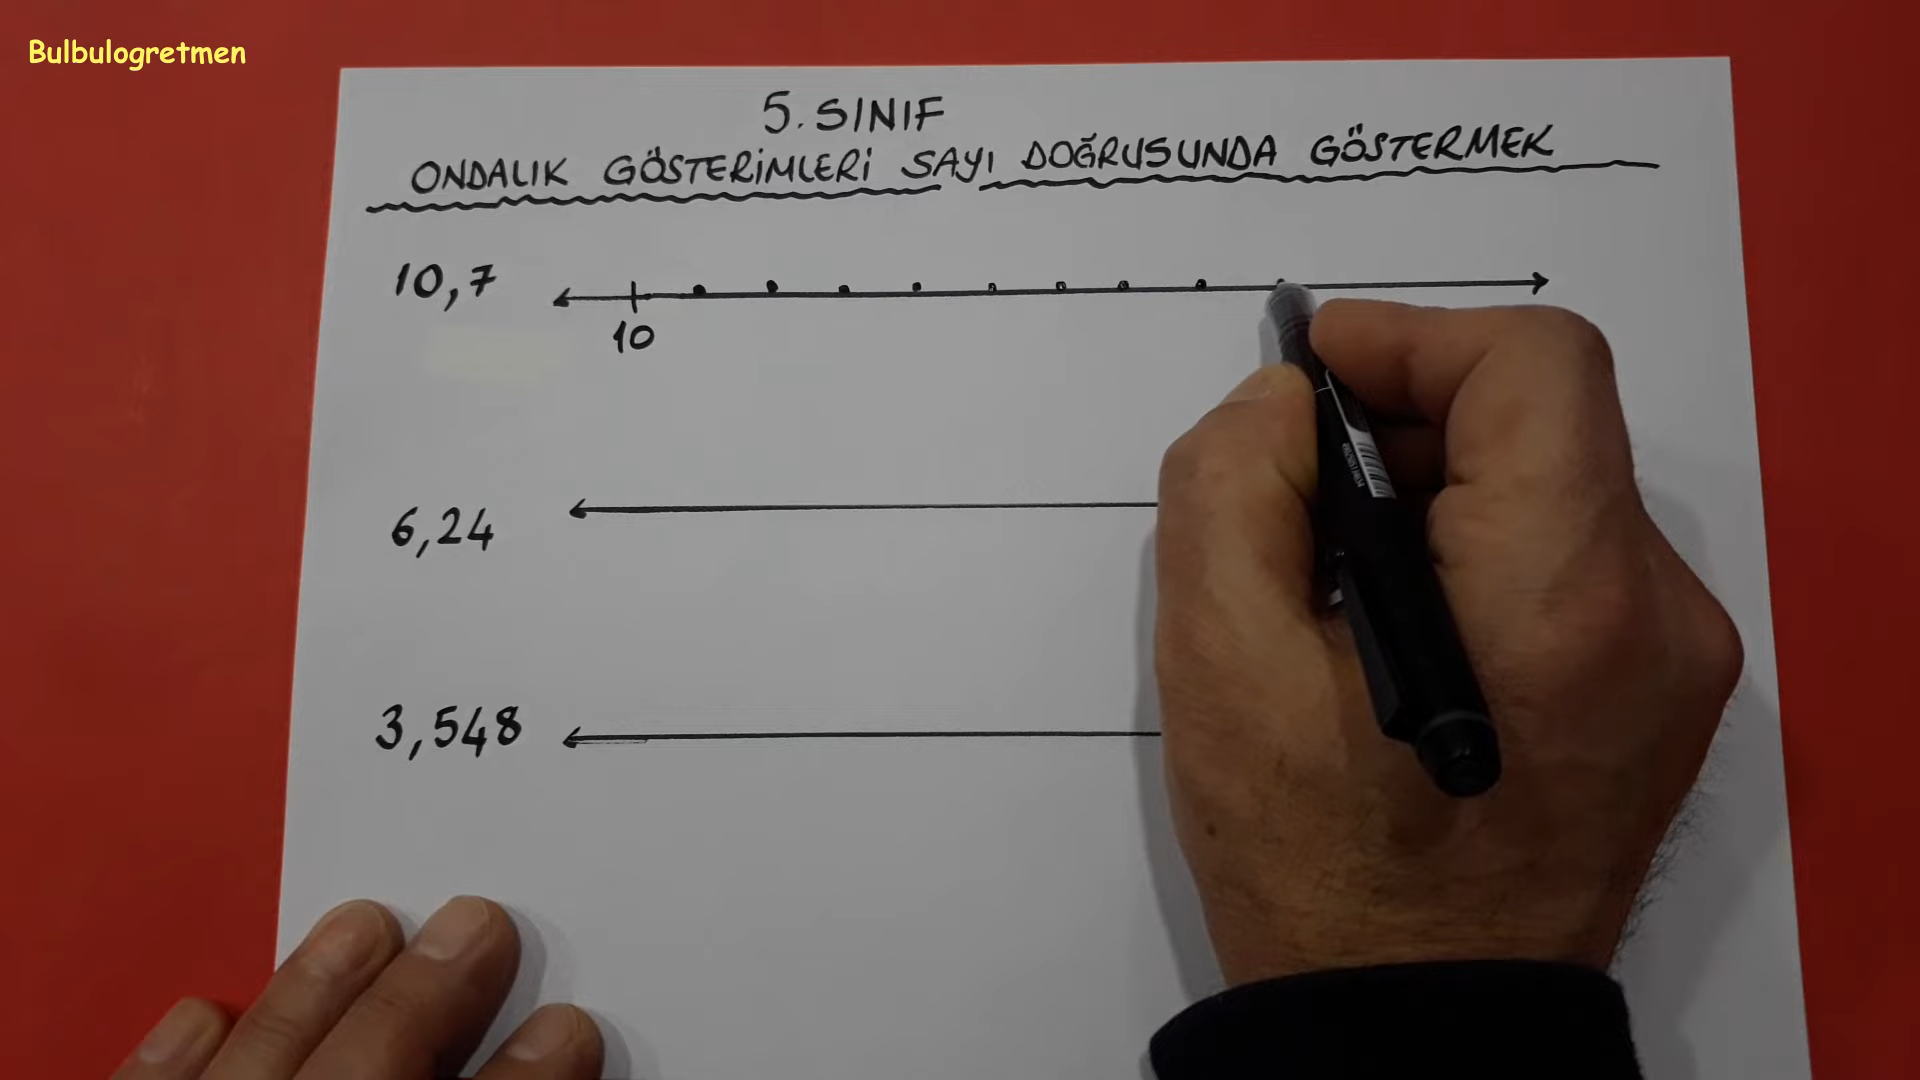 Bulbulogretmen
5. SINIF
ONDALIK GÖSTERİMLERİ SAYI DOĞRUSUNDA GÖSTERMEK
10,7
10
6,24
3,548